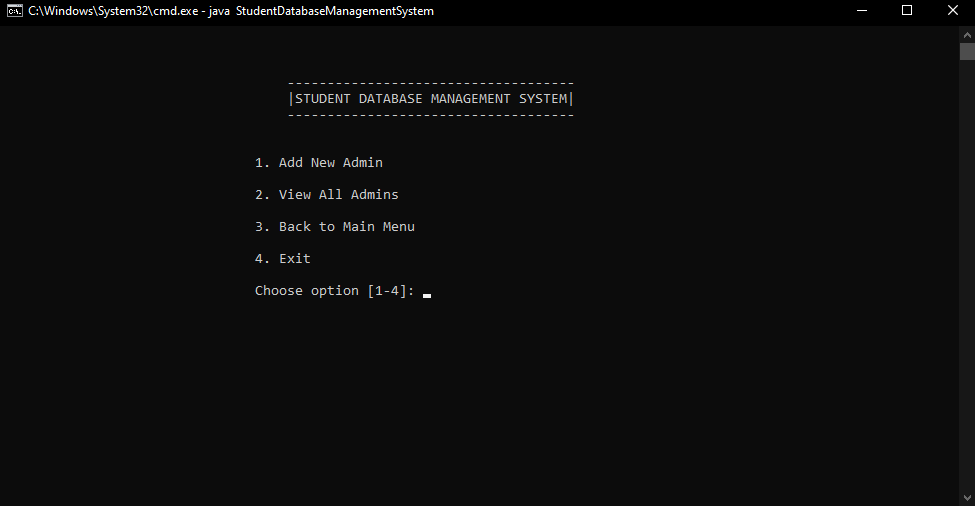 C:\Windows\System32\cmd.exe - java  StudentDatabaseManagementSystem
------------------------------------
|STUDENT DATABASE MANAGEMENT SYSTEM|
------------------------------------
1. Add New Admin
2. View All Admins
3. Back to Main Menu
4. Exit
Choose option [1-4]: